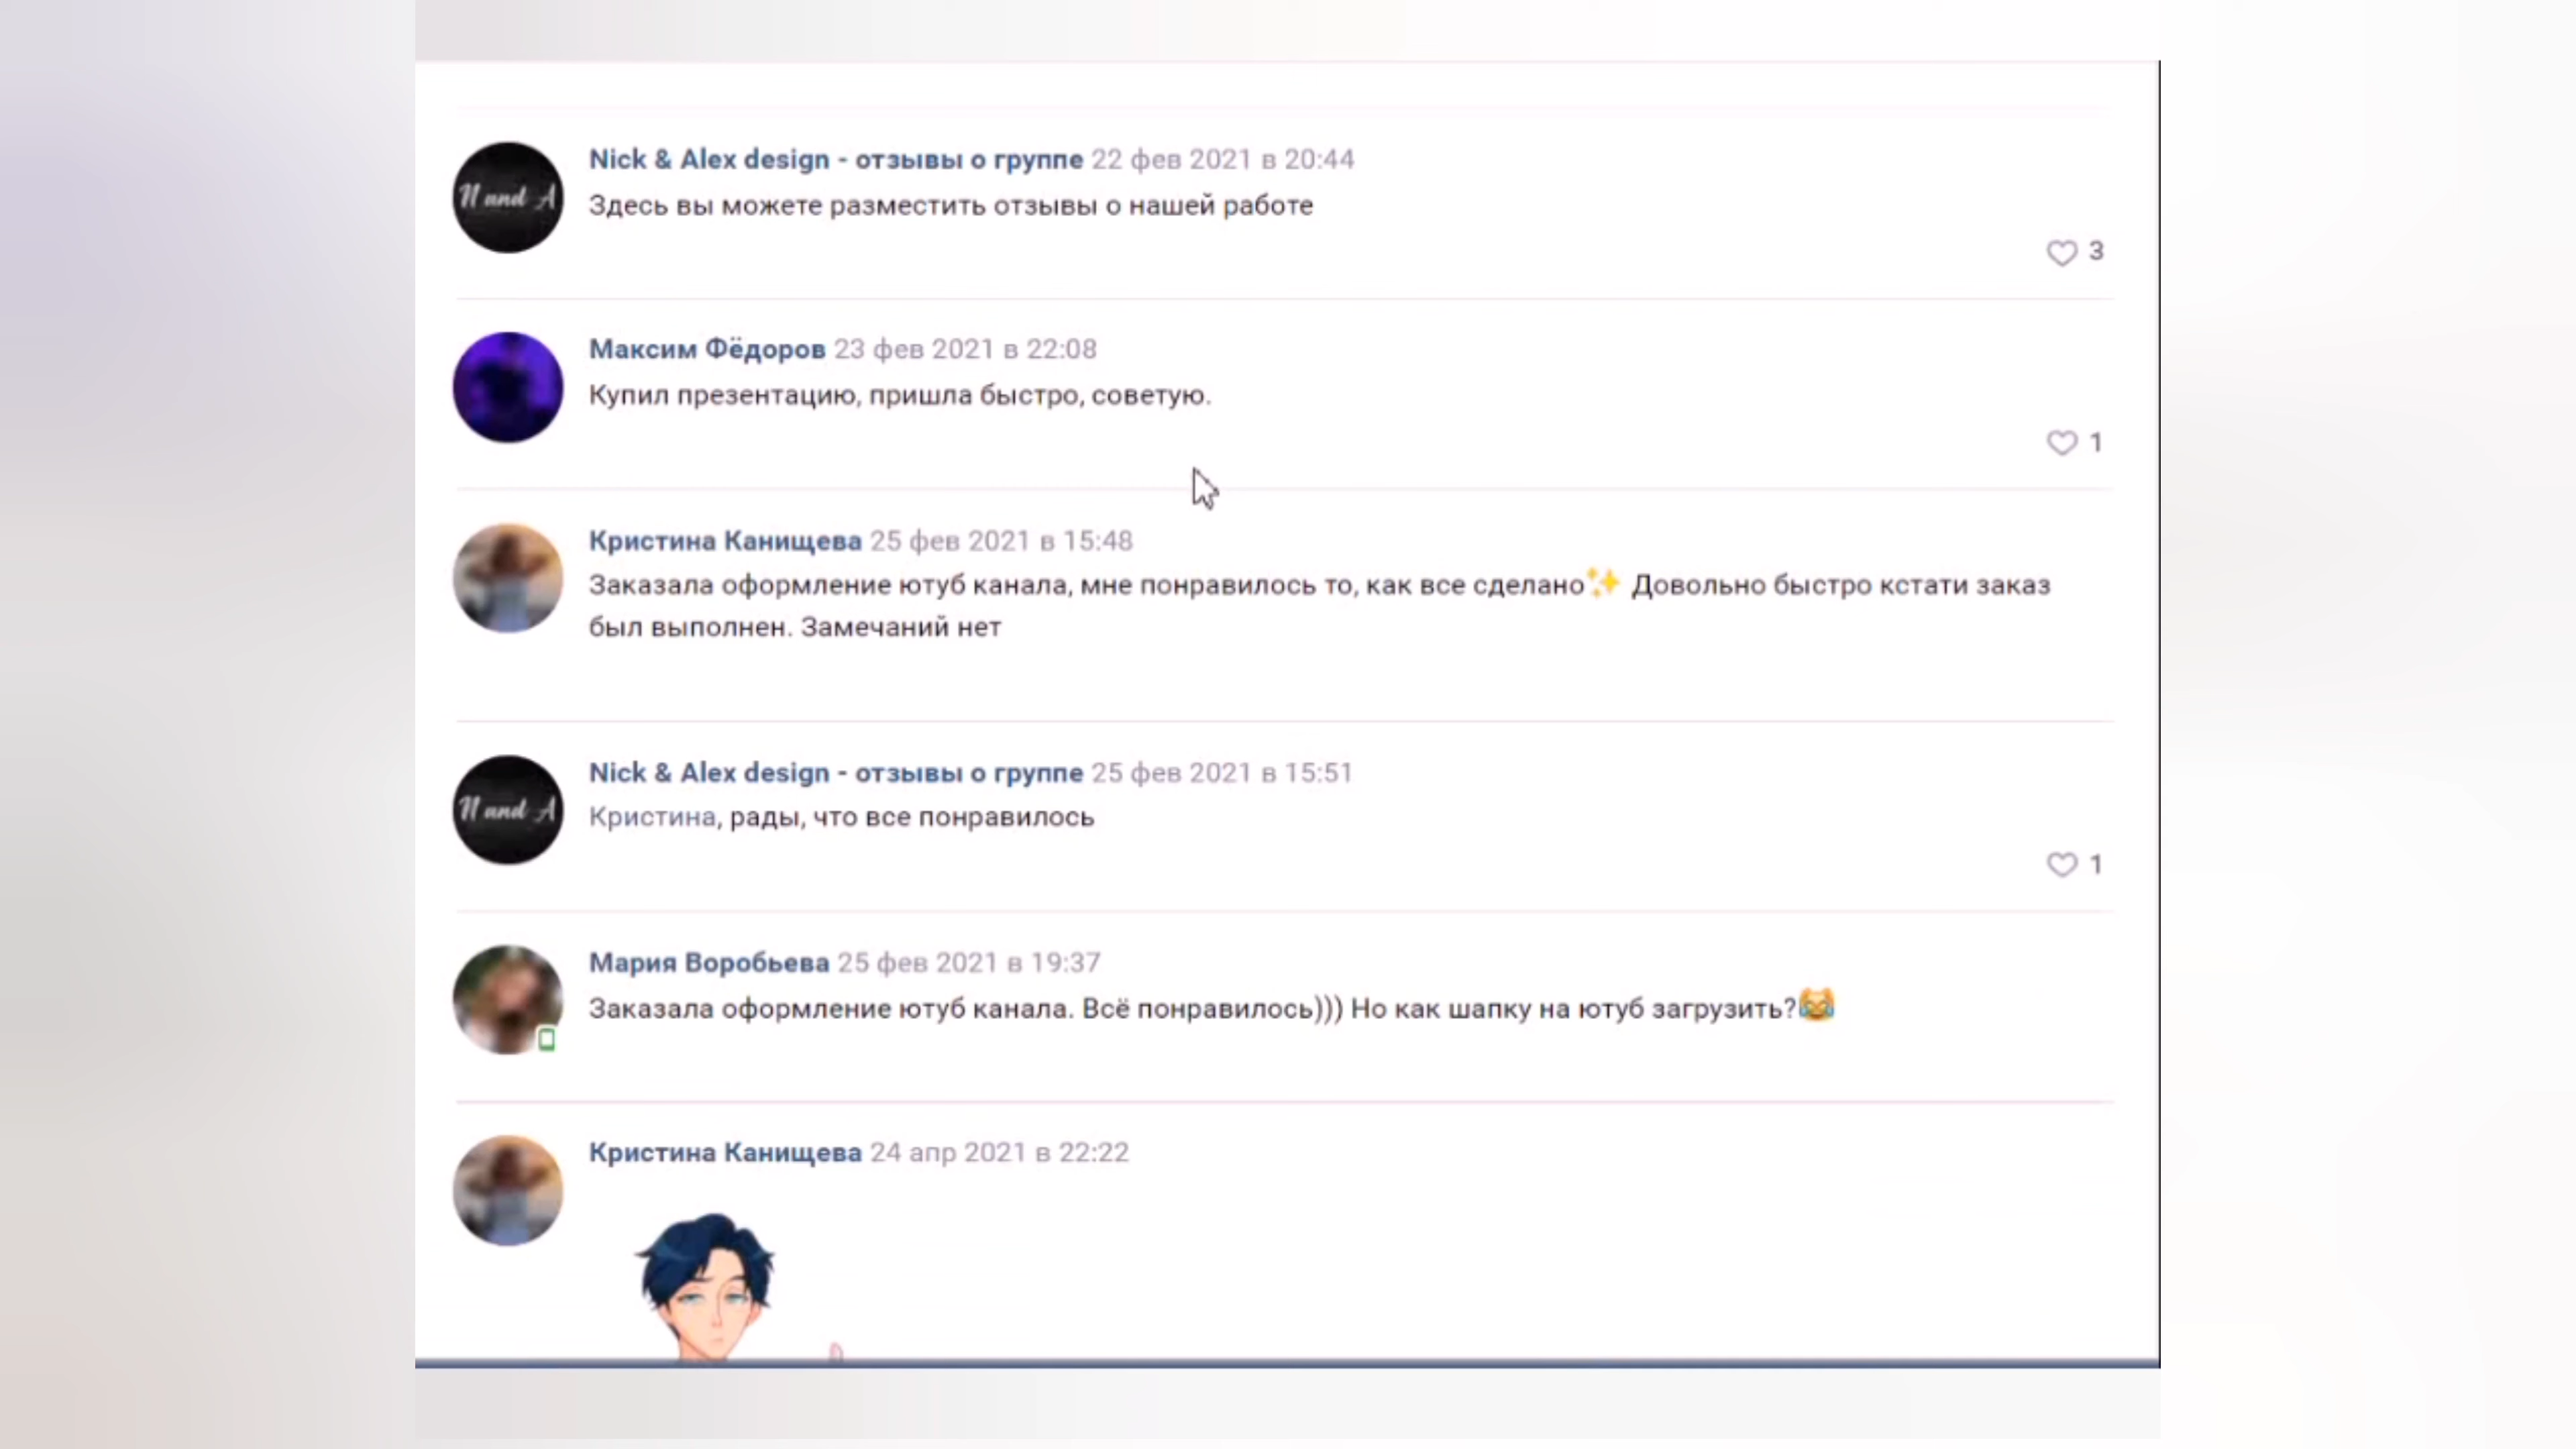 Nick & Alex design - отзывы о группе 22 фев 2021 в 20:44
N and A
Здесь вы можете разместить отзывы о нашей работе
3
Максим Фёдоров 23 фев 2021 в 22:08
Купил презентацию, пришла быстро, советую.
1
Кристина Канищева 25 фев 2021 в 15:48
Заказала оформление ютуб канала, мне понравилось то, как все сделано✨ Довольно быстро кстати заказ
был выполнен. Замечаний нет
Nick & Alex design - отзывы о группе 25 фев 2021 в 15:51
N and A
Кристина, рады, что все понравилось
1
Мария Воробьева 25 фев 2021 в 19:37
Заказала оформление ютуб канала. Всё понравилось))) Но как шапку на ютуб загрузить?😹
Кристина Канищева 24 апр 2021 в 22:22